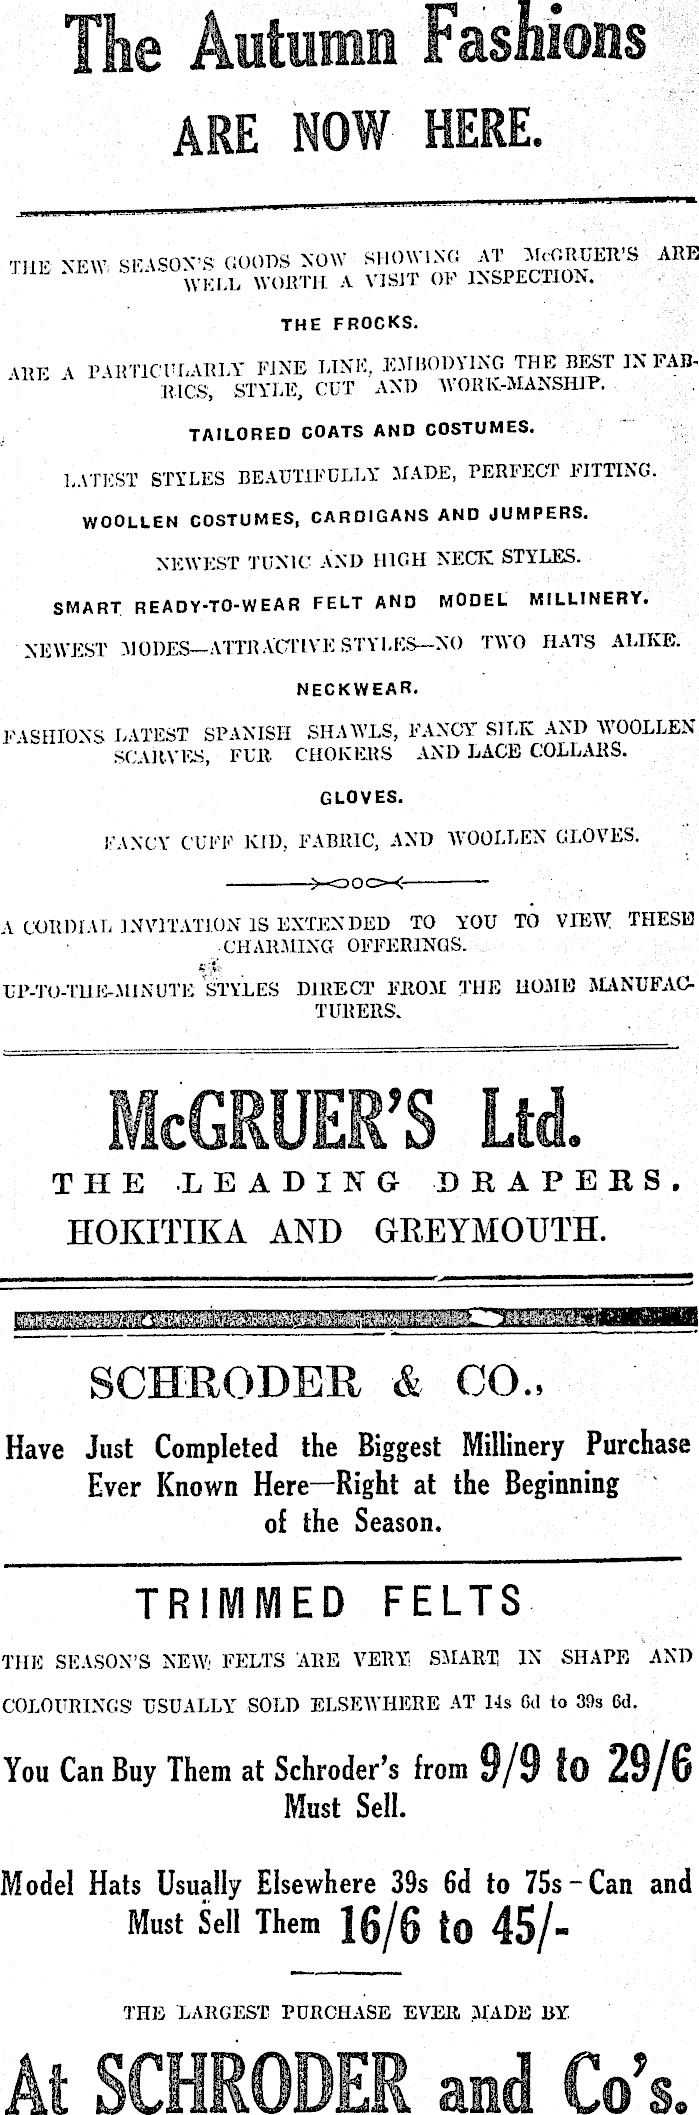 The Autumn Fashions
ARE NOW HERE.
THE NEW SEASON'S GOODS NOW SHOWING AT McGRUER'S ARE
WELL WORTH A VISIT OF INSPECTION.
THE FROCKS.
ARE A PARTICULARLY FINE LINE, EMBODYING THE BEST IN FAB-
RICS, STYLE, CUT AND WORK-MANSHIP.
TAILORED COATS AND COSTUMES.
LATEST STYLES BEAUTIFULLY MADE, PERFECT FITTING.
WOOLLEN COSTUMES, CARDIGANS AND JUMPERS.
NEWEST TUNIC AND HIGH NECK STYLES.
SMART READY-TO-WEAR FELT AND MODEL MILLINERY.
NEWEST MODES—ATTRACTIVE STYLES—NO TWO HATS ALIKE.
NECKWEAR.
FASHIONS LATEST SPANISH SHAWLS, FANCY SILK AND WOOLLEN
SCARVES, FUR CHOKERS AND LACE COLLARS.
GLOVES.
FANCY CUFF KID, FABRIC, AND WOOLLEN GLOVES.
A CORDIAL INVITATION IS EXTENDED TO YOU TO VIEW THESE
CHARMING OFFERINGS.
UP-TO-THE-MINUTE STYLES DIRECT FROM THE HOME MANUFAC-
TURERS.
McGRUER'S Ltd.
THE LEADING DRAPERS.
HOKITIKA AND GREYMOUTH.
SCHRODER & CO.,
Have Just Completed the Biggest Millinery Purchase
Ever Known Here—Right at the Beginning
of the Season.
TRIMMED FELTS
THE SEASON'S NEW FELTS ARE VERY SMART IN SHAPE AND
COLOURINGS USUALLY SOLD ELSEWHERE AT 14s 6d to 39s 6d.
You Can Buy Them at Schroder's from 9/9 to 29/6
Must Sell.
Model Hats Usually Elsewhere 39s 6d to 75s - Can and
Must Sell Them 16/6 to 45/-
THE LARGEST PURCHASE EVER MADE BY
At SCHRODER and Co's.